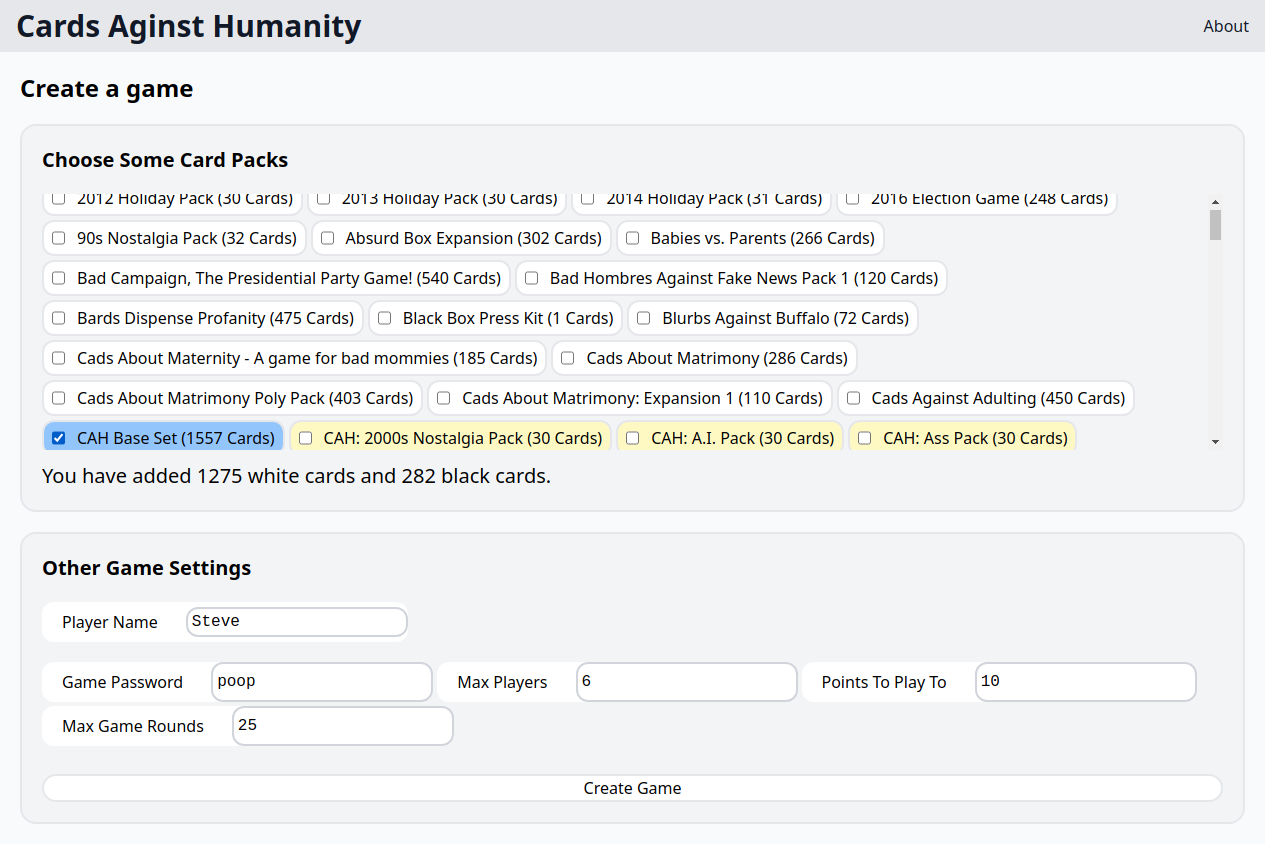 Cards Aginst Humanity About
Create a game
Choose Some Card Packs
2012 Holiday Pack (30 Cards) 2013 Holiday Pack (30 Cards) 2014 Holiday Pack (31 Cards) 2016 Election Game (248 Cards)
90s Nostalgia Pack (32 Cards) Absurd Box Expansion (302 Cards) Babies vs. Parents (266 Cards)
Bad Campaign, The Presidential Party Game! (540 Cards) Bad Hombres Against Fake News Pack 1 (120 Cards)
Bards Dispense Profanity (475 Cards) Black Box Press Kit (1 Cards) Blurbs Against Buffalo (72 Cards)
Cads About Maternity - A game for bad mommies (185 Cards) Cads About Matrimony (286 Cards)
Cads About Matrimony Poly Pack (403 Cards) Cads About Matrimony: Expansion 1 (110 Cards) Cads Against Adulting (450 Cards)
CAH Base Set (1557 Cards) CAH: 2000s Nostalgia Pack (30 Cards) CAH: A.I. Pack (30 Cards) CAH: Ass Pack (30 Cards)
You have added 1275 white cards and 282 black cards.
Other Game Settings
Player Name Steve
Game Password poop Max Players 6 Points To Play To 10
Max Game Rounds 25
Create Game